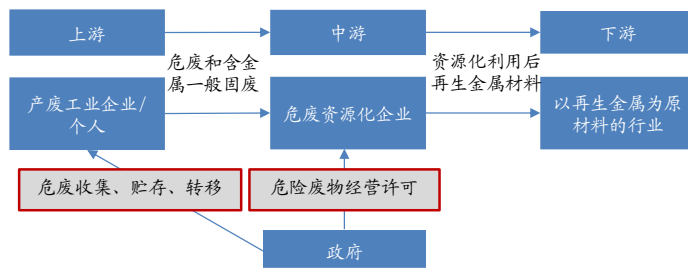 上游
中游
下游
危废和含金
属一般固废
资源化利用后
再生金属材料
产废工业企业/
个人
危废资源化企业
以再生金属为原
材料的行业
危废收集、贮存、转移
危险废物经营许可
政府